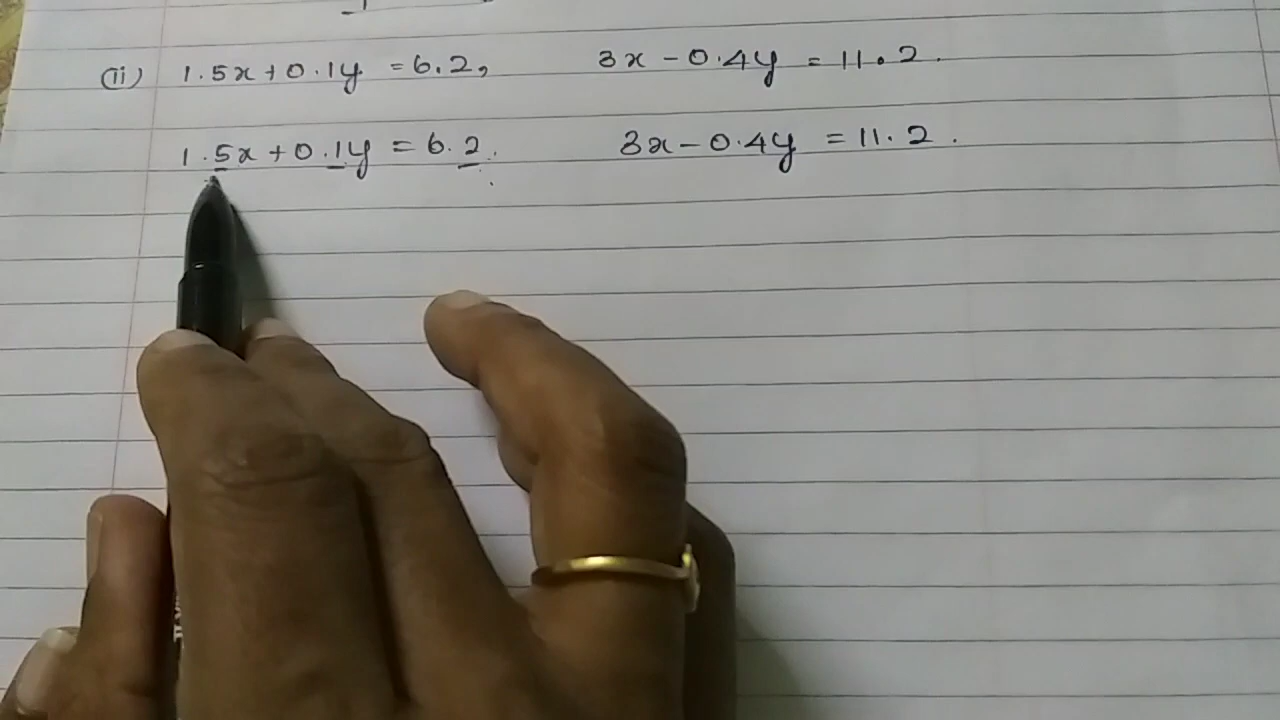 (ii) 1.5x + 0.1y = 6.2, 3x - 0.4y = 11.2.
1.5x + 0.1y = 6.2. 3x - 0.4y = 11.2.